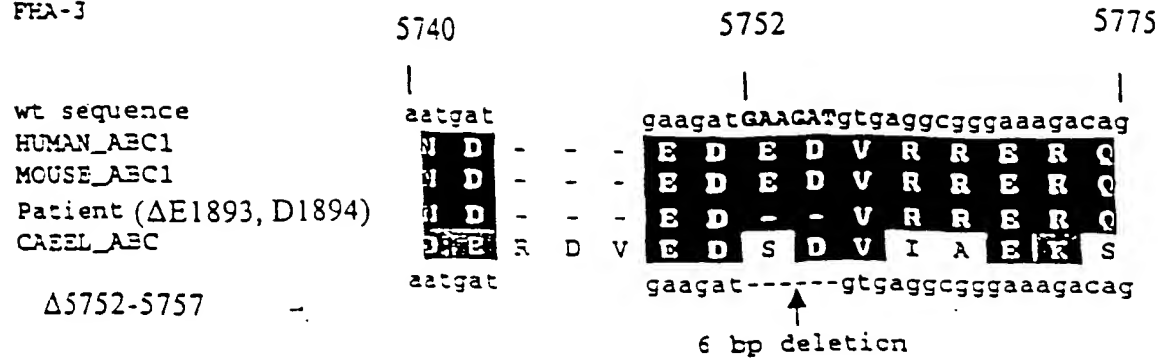 FHA-3
5740 5752 5775
wt sequence aatgat gaagatGAAGATgtgaggcgggaaagacag
HUMAN_ABC1 N D - - - E D E D V R R E R Q
MOUSE_ABC1 N D - - - E D E D V R R E R Q
Patient (ΔE1893, D1894) N D - - - E D - - V R R E R Q
CAEEL_ABC D E R D V E D S D V I A E K S
aatgat gaagat------gtgaggcgggaaagacag
Δ5752-5757
6 bp deletion